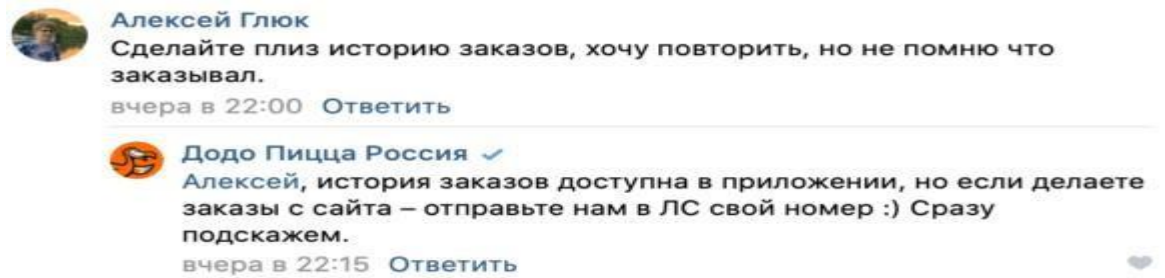 Алексей Глюк
Сделайте плиз историю заказов, хочу повторить, но не помню что
заказывал.
вчера в 22:00 Ответить
Додо Пицца Россия
Алексей, история заказов доступна в приложении, но если делаете
заказы с сайта – отправьте нам в ЛС свой номер :) Сразу
подскажем.
вчера в 22:15 Ответить